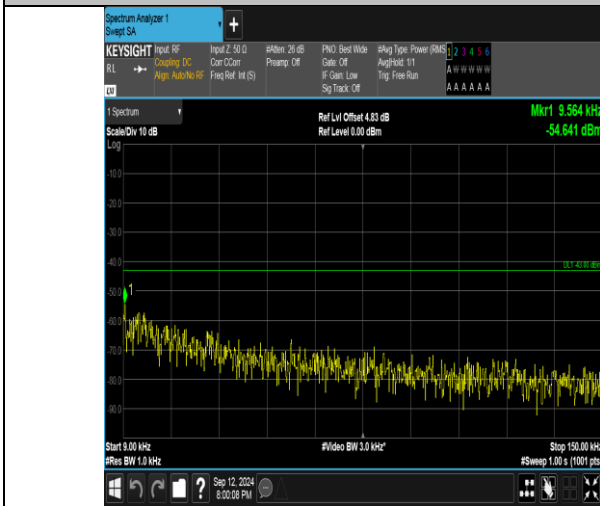 Spectrum Analyzer 1
Swept SA
+
KEYSIGHT Input: RF Input Z: 50 Ω #Atten: 26 dB PNO: Best Wide #Avg Type: Power (RMS 1 2 3 4 5 6
RL Coupling: DC Corr CCorr Preamp: Off Gate: Off Avg|Hold: 1/1 A W W W W W
Align: Auto/No RF Freq Ref: Int (S) IF Gain: Low Trig: Free Run
Sig Track: Off A A A A A A
1 Spectrum Ref Lvl Offset 4.83 dB Mkr1 9.564 kHz
Scale/Div 10 dB Ref Level 0.00 dBm -54.641 dBm
Log
-10.0
-20.0
-30.0
-40.0
DL1 -43.00 dBm
-50.0
1
-60.0
-70.0
-80.0
-90.0
Start 9.00 kHz #Video BW 3.0 kHz* Stop 150.00 kHz
#Res BW 1.0 kHz #Sweep 1.00 s (1001 pts
? Sep 12, 2024
8:00:08 PM